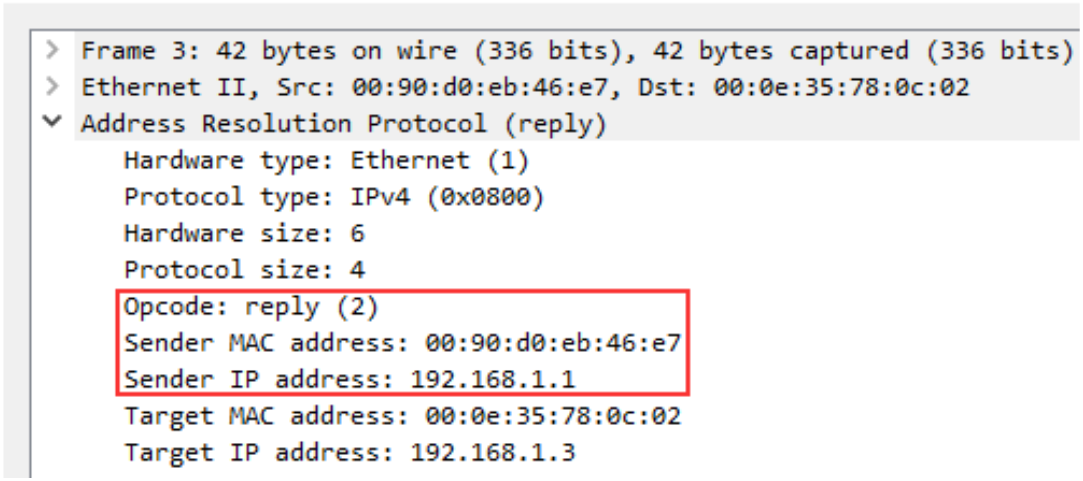 Frame 3: 42 bytes on wire (336 bits), 42 bytes captured (336 bits)
Ethernet II, Src: 00:90:d0:eb:46:e7, Dst: 00:0e:35:78:0c:02
Address Resolution Protocol (reply)
Hardware type: Ethernet (1)
Protocol type: IPv4 (0x0800)
Hardware size: 6
Protocol size: 4
Opcode: reply (2)
Sender MAC address: 00:90:d0:eb:46:e7
Sender IP address: 192.168.1.1
Target MAC address: 00:0e:35:78:0c:02
Target IP address: 192.168.1.3